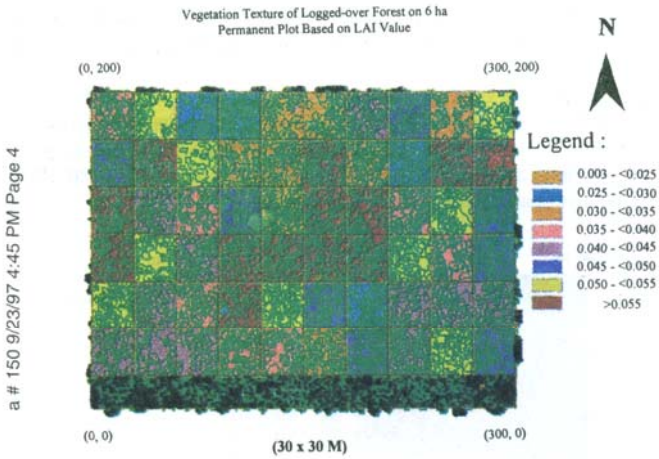 Vegetation Texture of Logged-over Forest on 6 ha
Permanent Plot Based on LAI Value
N
(0, 200)
(300, 200)
Legend :
0.003 - <0.025
0.025 - <0.030
0.030 - <0.035
0.035 - <0.040
0.040 - <0.045
0.045 - <0.050
0.050 - <0.055
>0.055
(0, 0)
(30 x 30 M)
(300, 0)
a # 150 9/23/97 4:45 PM Page 4